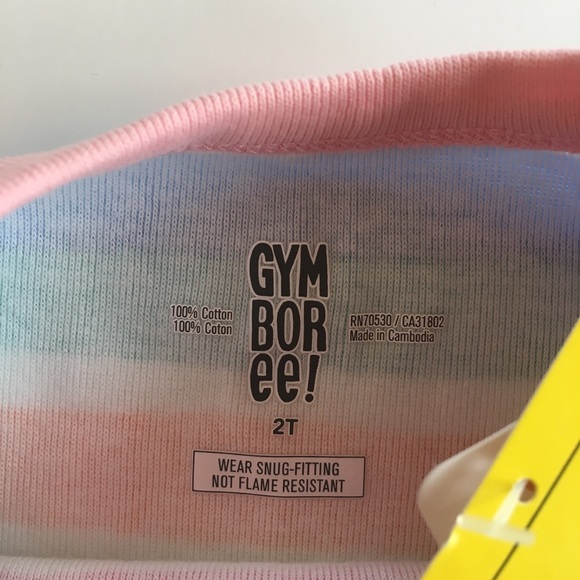 GYM
BOR
ee!
100% Cotton
100% Coton
RN70530 / CA31802
Made in Cambodia
2T
WEAR SNUG-FITTING
NOT FLAME RESISTANT